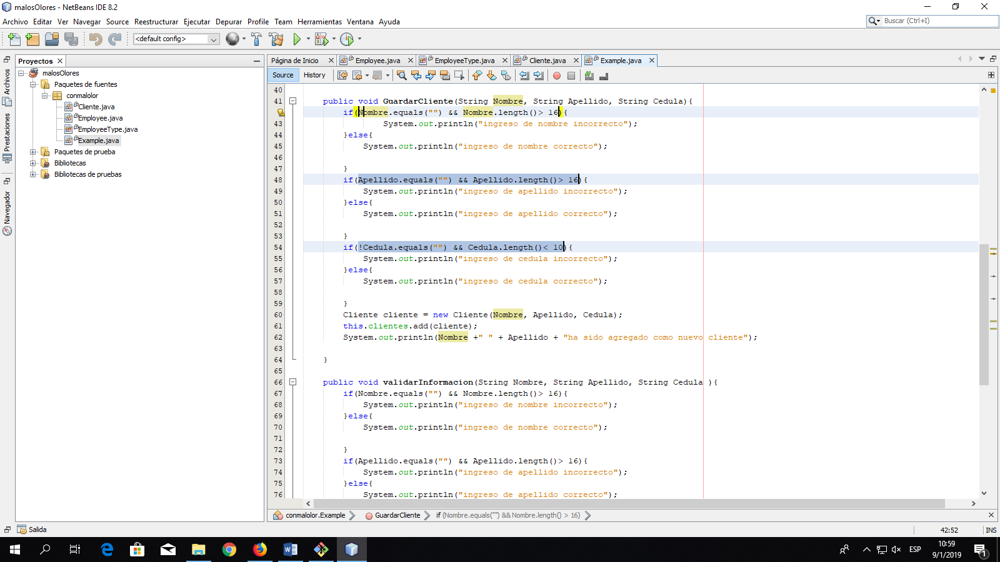 malosOlores - NetBeans IDE 8.2
Archivo Editar Ver Navegar Source Reestructurar Ejecutar Depurar Profile Team Herramientas Ventana Ayuda
Buscar (Ctrl+I)
<default config>
Proyectos
malosOlores
Paquetes de fuentes
conmalolor
Cliente.java
Employee.java
EmployeeType.java
Example.java
Paquetes de prueba
Bibliotecas
Bibliotecas de pruebas
Archivos
Prestaciones
Navegador
Página de Inicio Employee.java EmployeeType.java Cliente.java Example.java
Source History
40
41 public void GuardarCliente(String Nombre, String Apellido, String Cedula){
if(Nombre.equals("") && Nombre.length()> 16){
43 System.out.println("ingreso de nombre incorrecto");
44 }else{
45 System.out.println("ingreso de nombre correcto");
46
47 }
48 if(Apellido.equals("") && Apellido.length()> 16){
49 System.out.println("ingreso de apellido incorrecto");
50 }else{
51 System.out.println("ingreso de apellido correcto");
52
53 }
54 if(!Cedula.equals("") && Cedula.length()< 10){
55 System.out.println("ingreso de cedula incorrecto");
56 }else{
57 System.out.println("ingreso de cedula correcto");
58
59 }
60 Cliente cliente = new Cliente(Nombre, Apellido, Cedula);
61 this.clientes.add(cliente);
62 System.out.println(Nombre +" " + Apellido + "ha sido agregado como nuevo cliente");
63
64 }
65
66 public void validarInformacion(String Nombre, String Apellido, String Cedula ){
67 if(Nombre.equals("") && Nombre.length()> 16){
68 System.out.println("ingreso de nombre incorrecto");
69 }else{
70 System.out.println("ingreso de nombre correcto");
71
72 }
73 if(Apellido.equals("") && Apellido.length()> 16){
74 System.out.println("ingreso de apellido incorrecto");
75 }else{
76 System.out.println("ingreso de apellido correcto");
conmalolor.Example GuardarCliente if (Nombre.equals("") && Nombre.length() > 16)
Salida
42:52 INS
ESP
10:59
9/1/2019
1